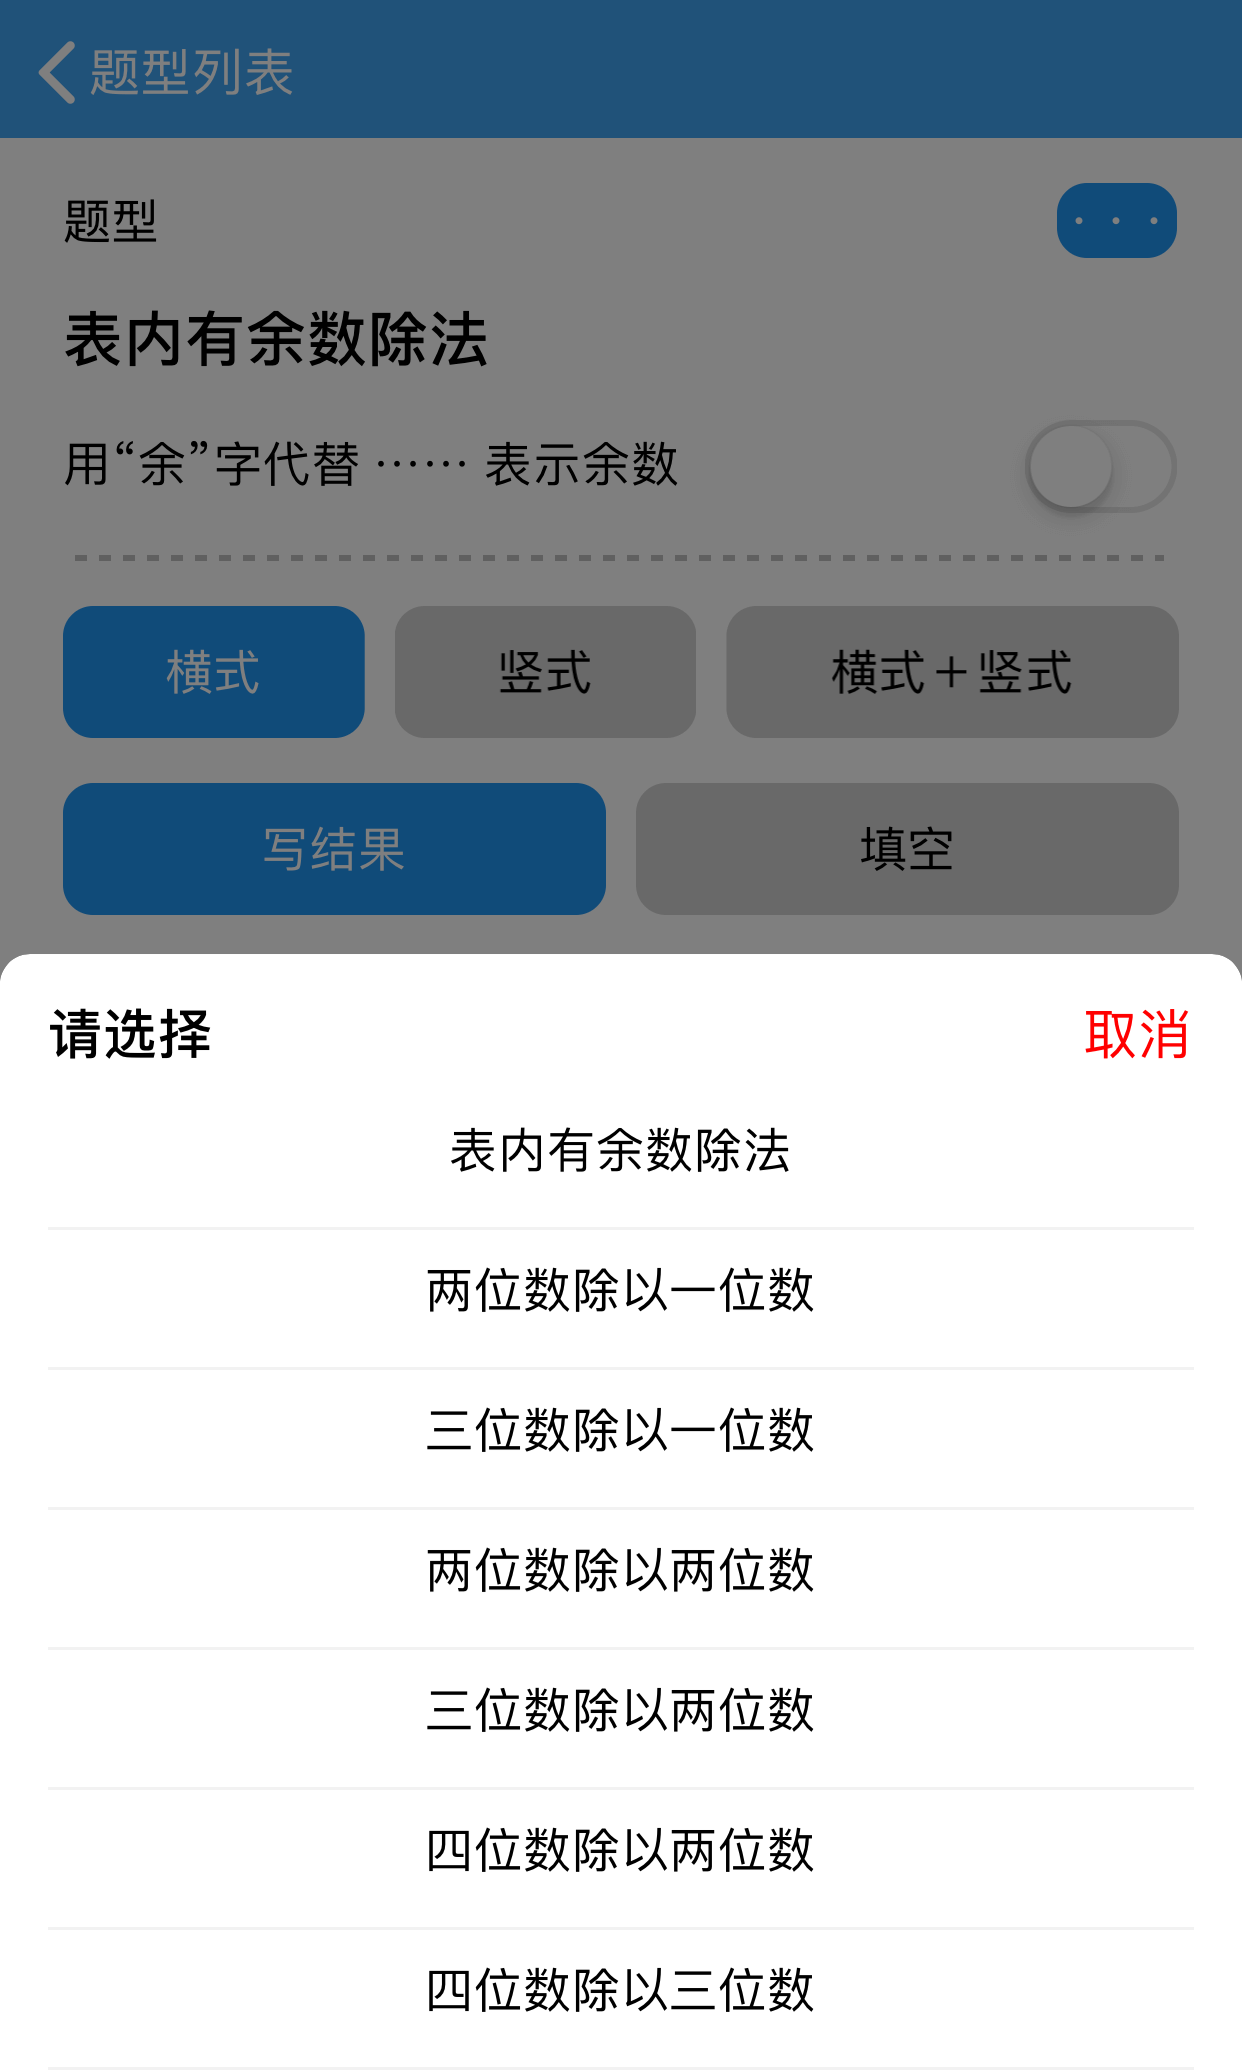 题型列表
题型
表内有余数除法
用“余”字代替 …… 表示余数
横式 竖式 横式＋竖式
写结果 填空
请选择 取消
表内有余数除法
两位数除以一位数
三位数除以一位数
两位数除以两位数
三位数除以两位数
四位数除以两位数
四位数除以三位数